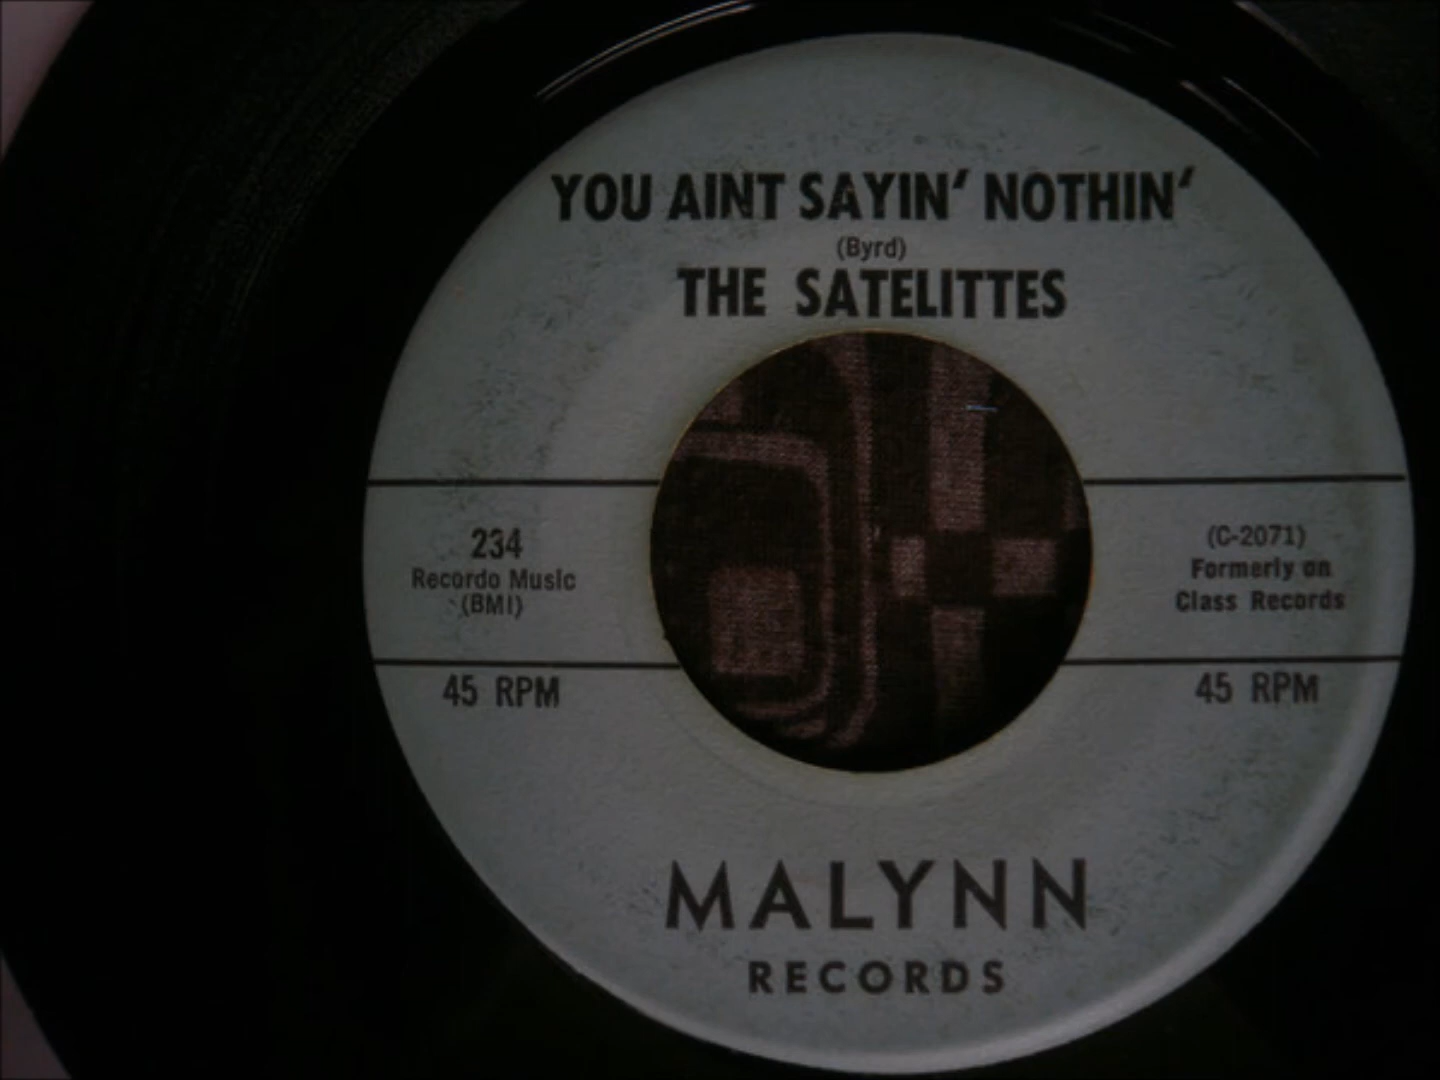 YOU AINT SAYIN' NOTHIN'
(Byrd)
THE SATELITTES
234
Recordo Music
(BMI)
45 RPM
(C-2071)
Formerly on
Class Records
45 RPM
MALYNN
RECORDS